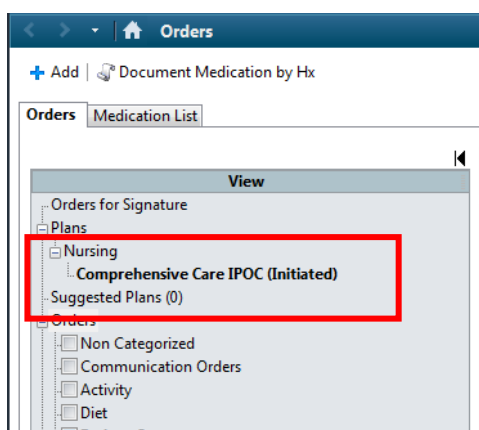 Orders
Add Document Medication by Hx
Orders Medication List
View
Orders for Signature
Plans
Nursing
Comprehensive Care IPOC (Initiated)
Suggested Plans (0)
Orders
Non Categorized
Communication Orders
Activity
Diet